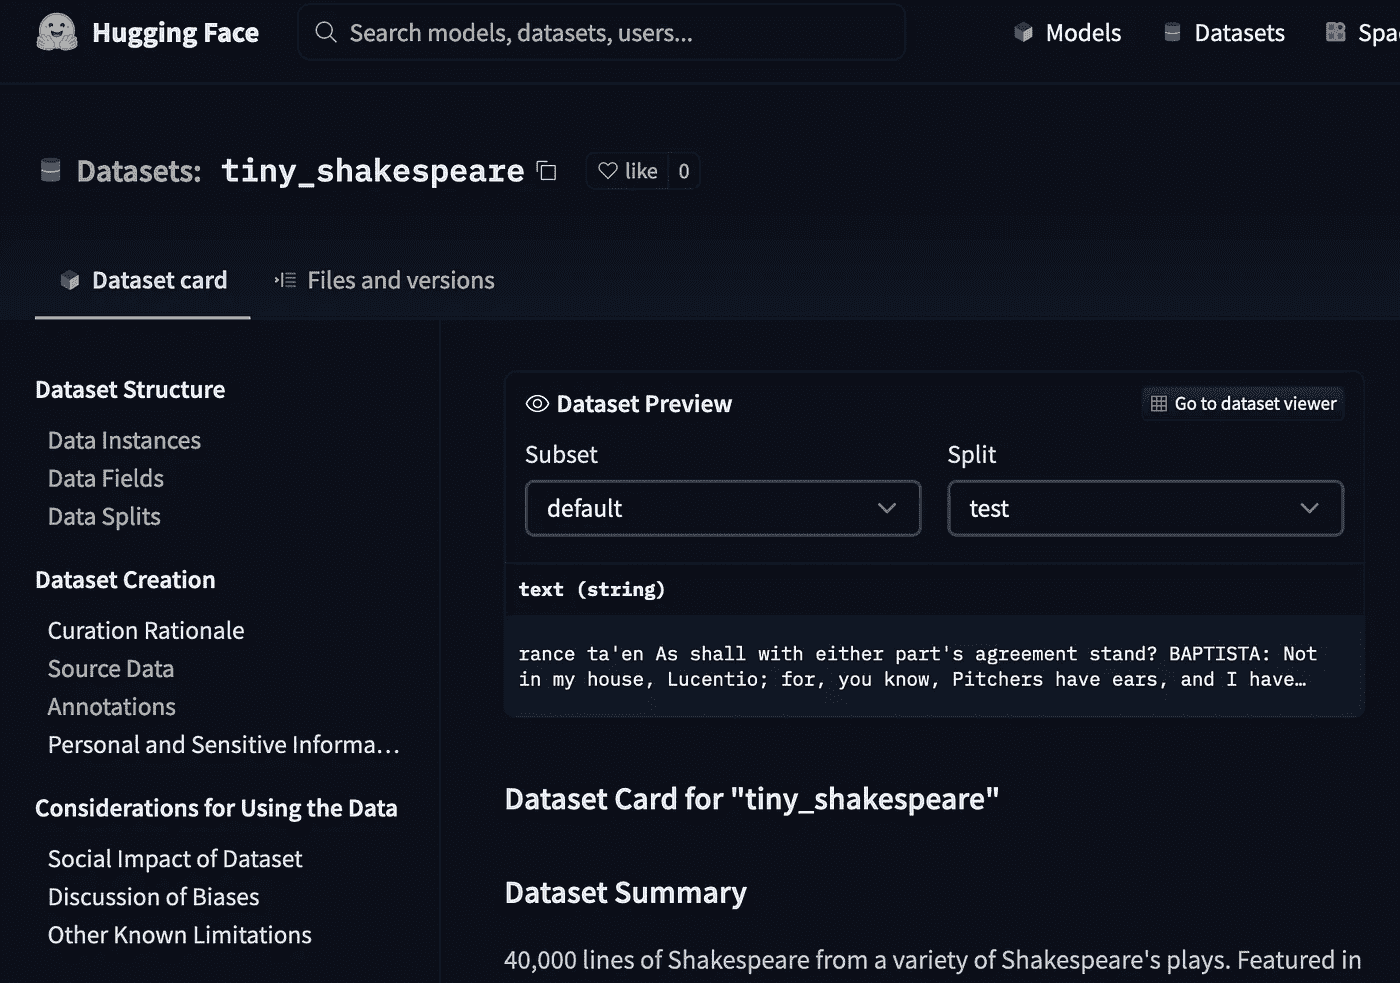 Hugging Face
Search models, datasets, users...
Models
Datasets
Spa
Datasets: tiny_shakespeare
like 0
Dataset card
Files and versions
Dataset Structure
Data Instances
Data Fields
Data Splits
Dataset Creation
Curation Rationale
Source Data
Annotations
Personal and Sensitive Informa…
Considerations for Using the Data
Social Impact of Dataset
Discussion of Biases
Other Known Limitations
Dataset Preview
Go to dataset viewer
Subset
Split
default
test
text (string)
rance ta'en As shall with either part's agreement stand? BAPTISTA: Not
in my house, Lucentio; for, you know, Pitchers have ears, and I have…
Dataset Card for "tiny_shakespeare"
Dataset Summary
40,000 lines of Shakespeare from a variety of Shakespeare's plays. Featured in